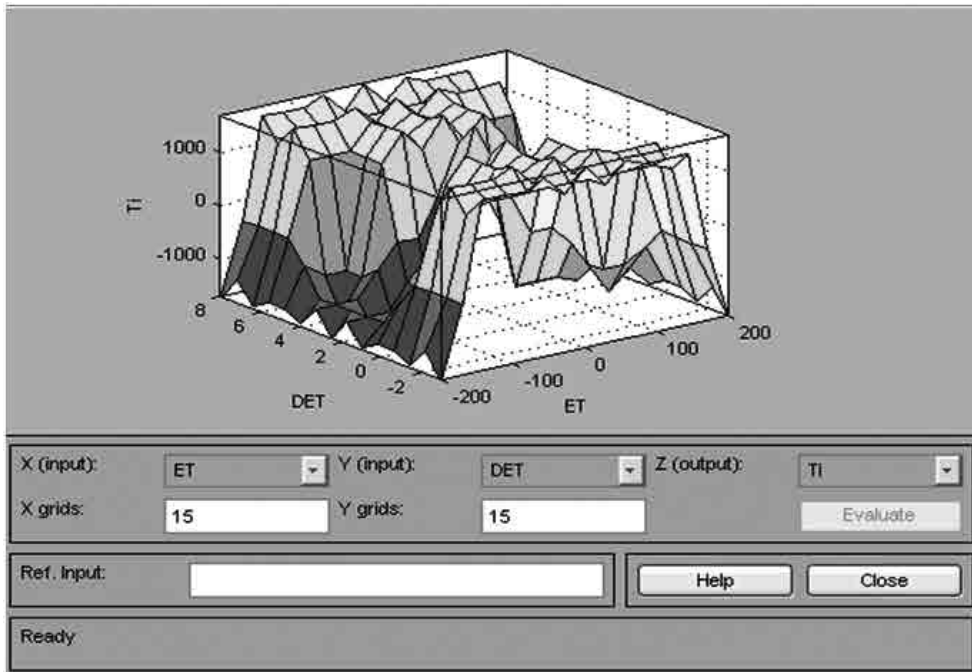 1000
0
-1000
Ti
8
6
4
2
0
-2
DET
-200
-100
0
100
200
ET
X (input):
ET
Y (input):
DET
Z (output):
Ti
X grids:
15
Y grids:
15
Evaluate
Ref. Input:
Help
Close
Ready